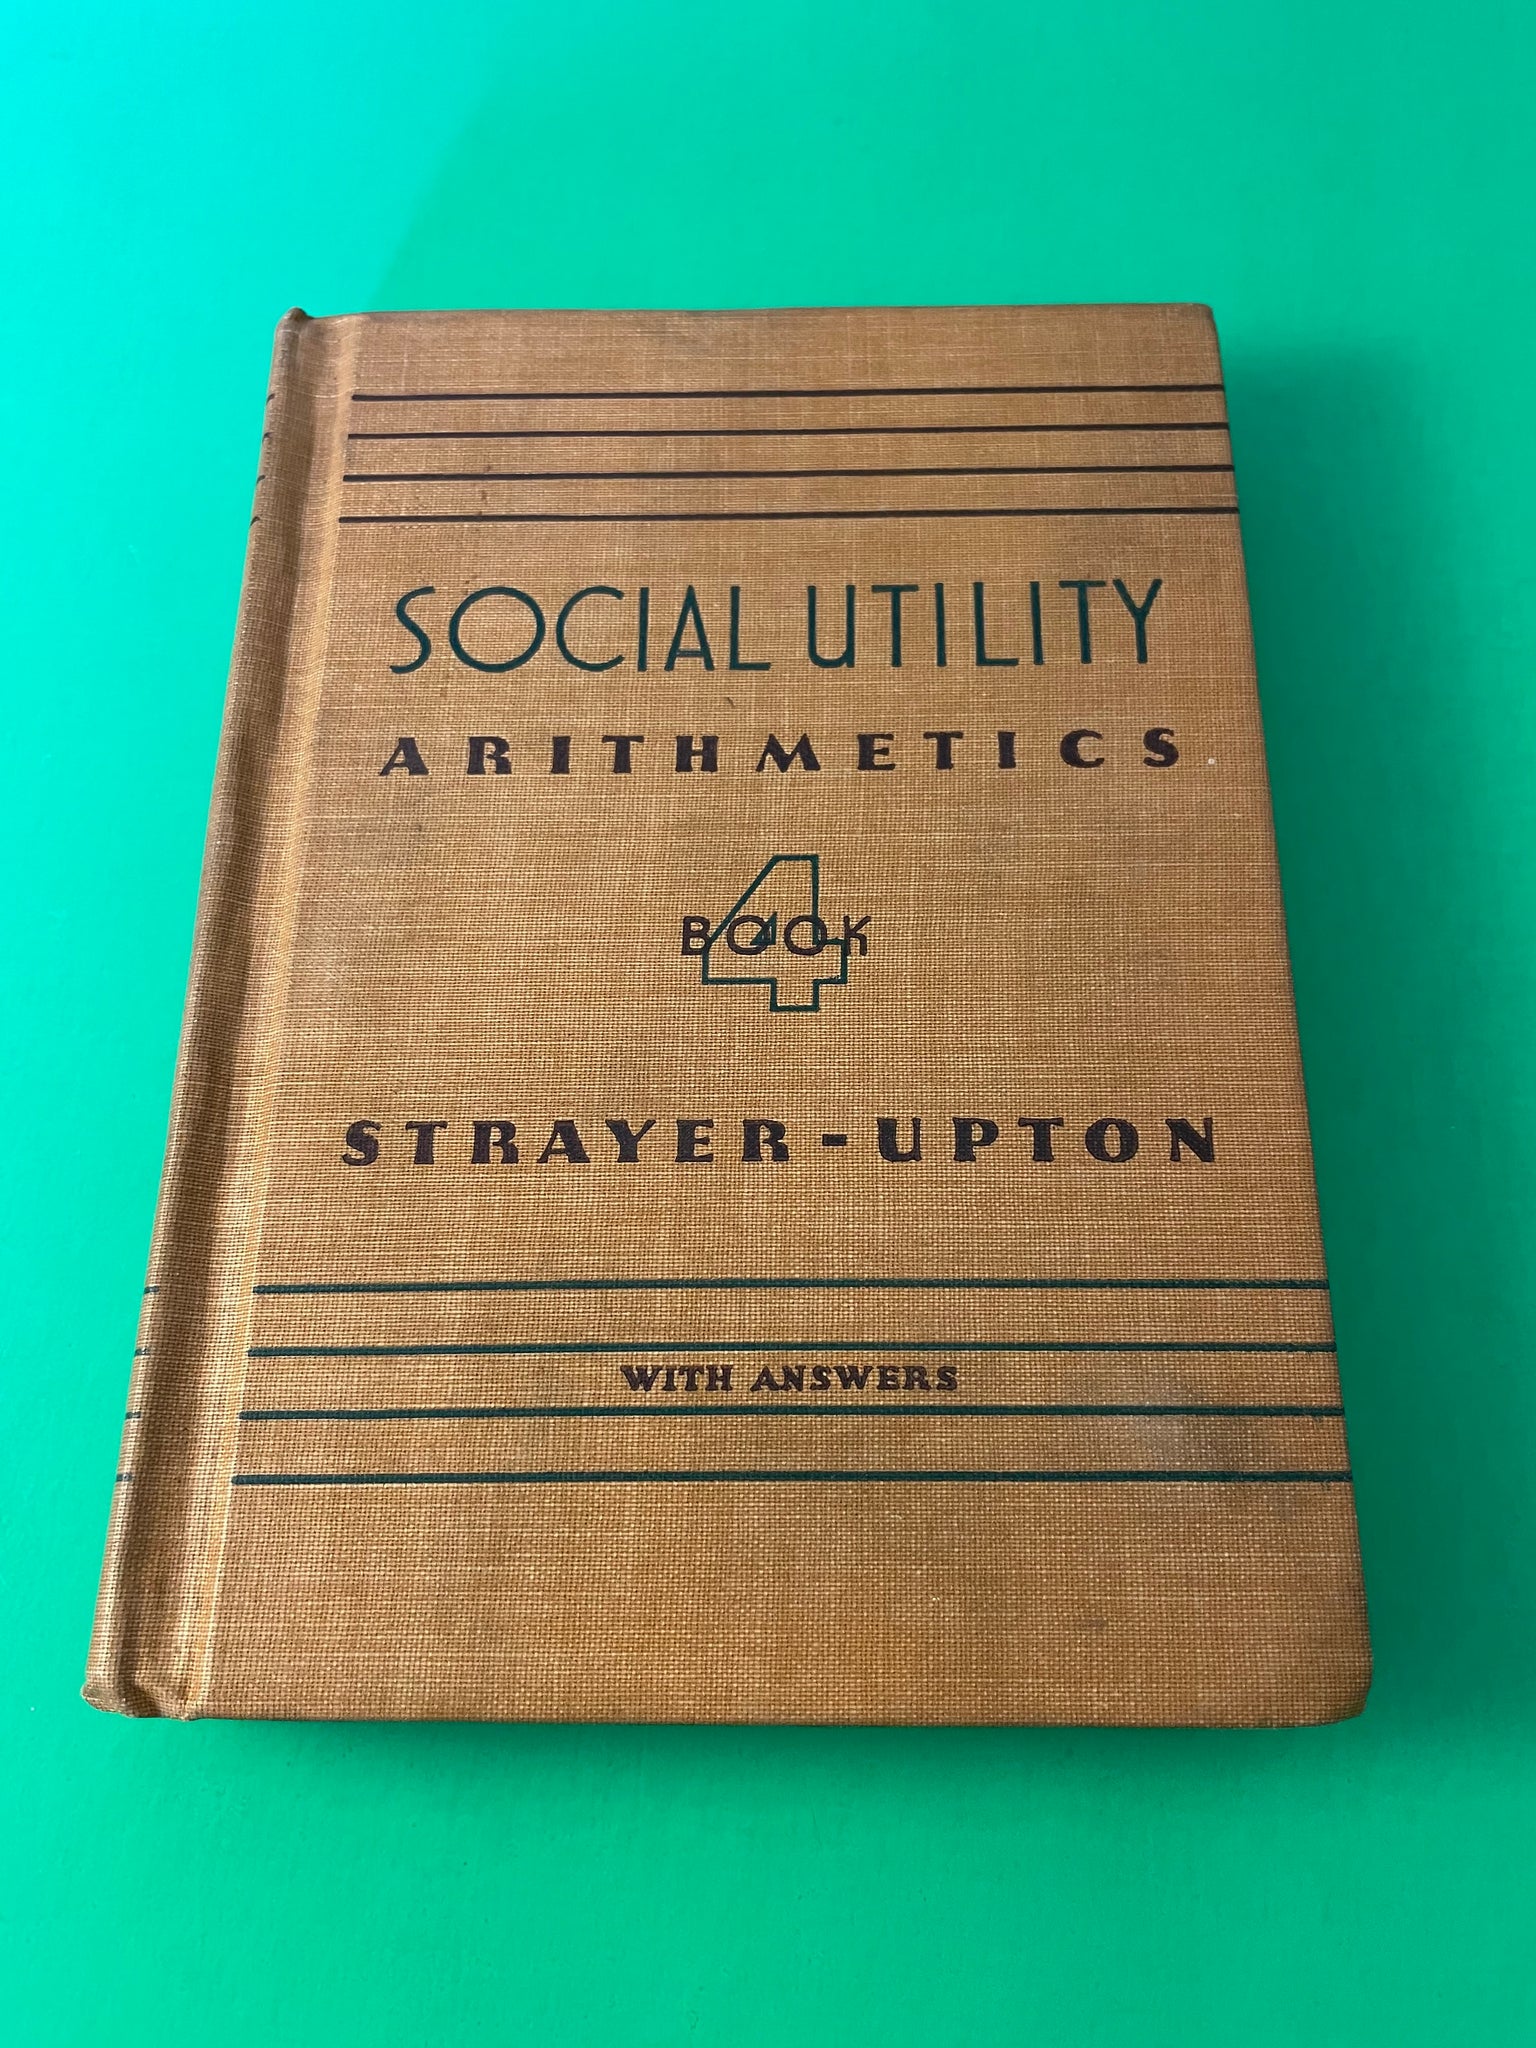 SOCIAL UTILITY
ARITHMETICS
BOOK 4
STRAYER-UPTON
WITH ANSWERS